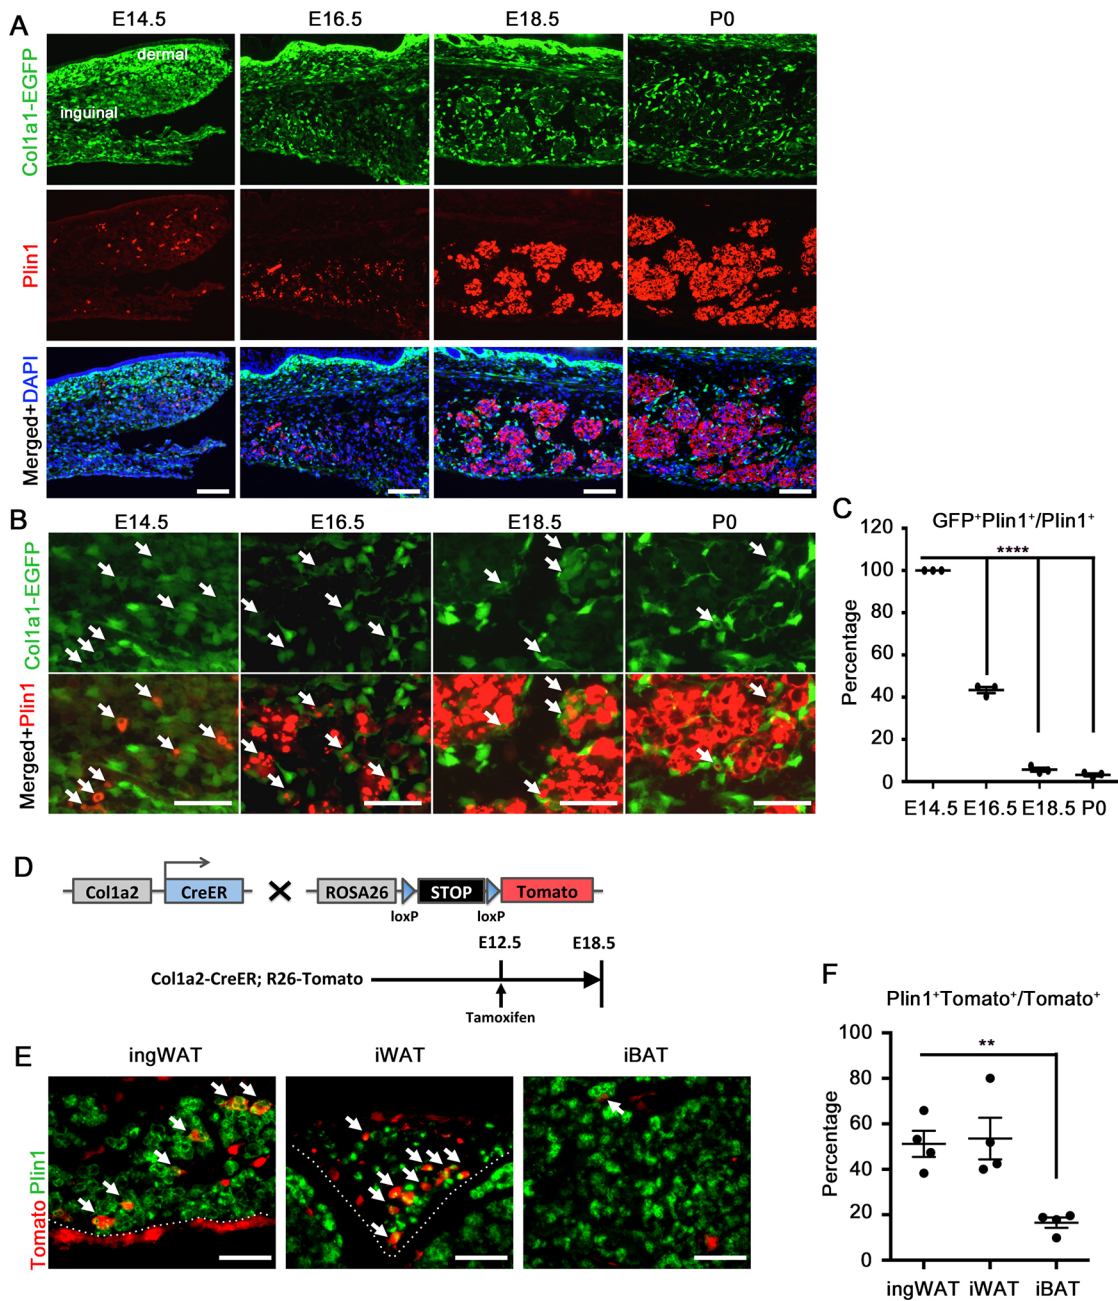 A
E14.5 E16.5 E18.5 P0
Col1a1-EGFP
dermal
inguinal
Plin1
Merged+DAPI
B
E14.5 E16.5 E18.5 P0
Col1a1-EGFP
Merged+Plin1
C
GFP⁺Plin1⁺/Plin1⁺
****
Percentage
120
100
80
60
40
20
0
E14.5 E16.5 E18.5 P0
D
Col1a2 CreER ROSA26 STOP Tomato
loxP loxP
E12.5 E18.5
Col1a2-CreER; R26-Tomato
Tamoxifen
E
ingWAT iWAT iBAT
Tomato Plin1
F
Plin1⁺Tomato⁺/Tomato⁺
**
Percentage
100
80
60
40
20
0
ingWAT iWAT iBAT